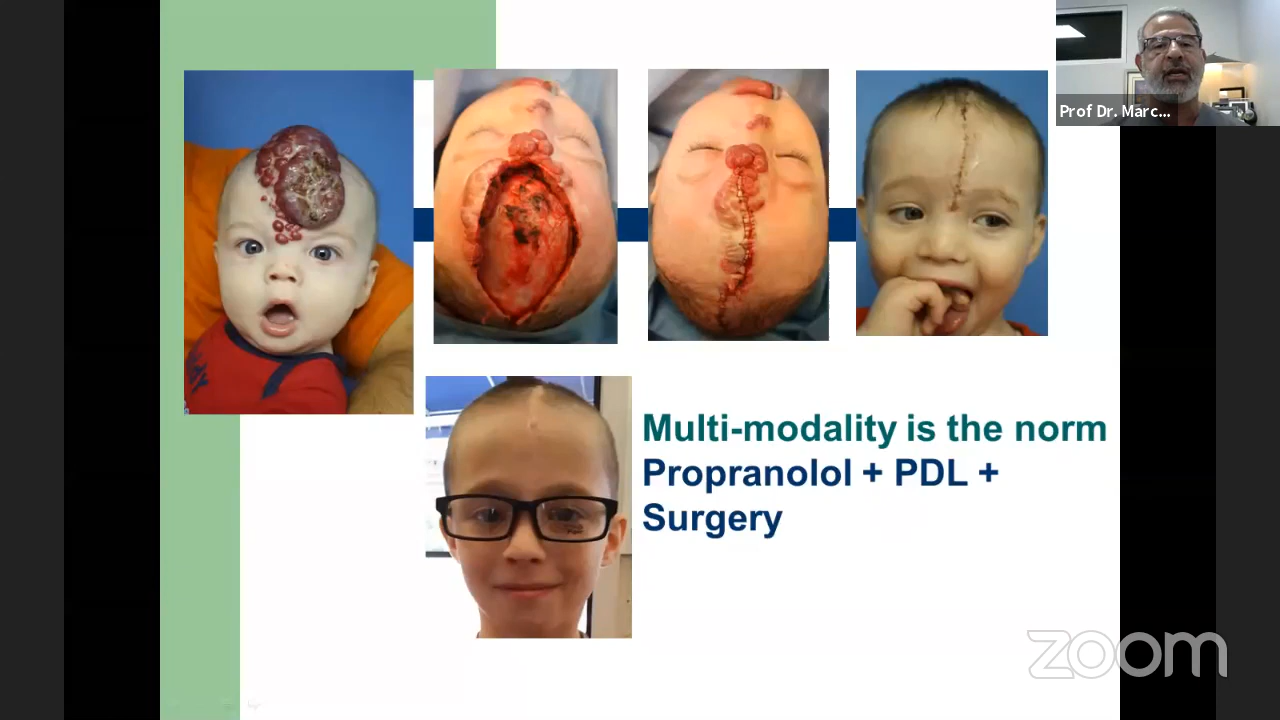 Prof Dr. Marc...
Multi-modality is the norm
Propranolol + PDL +
Surgery
zoom